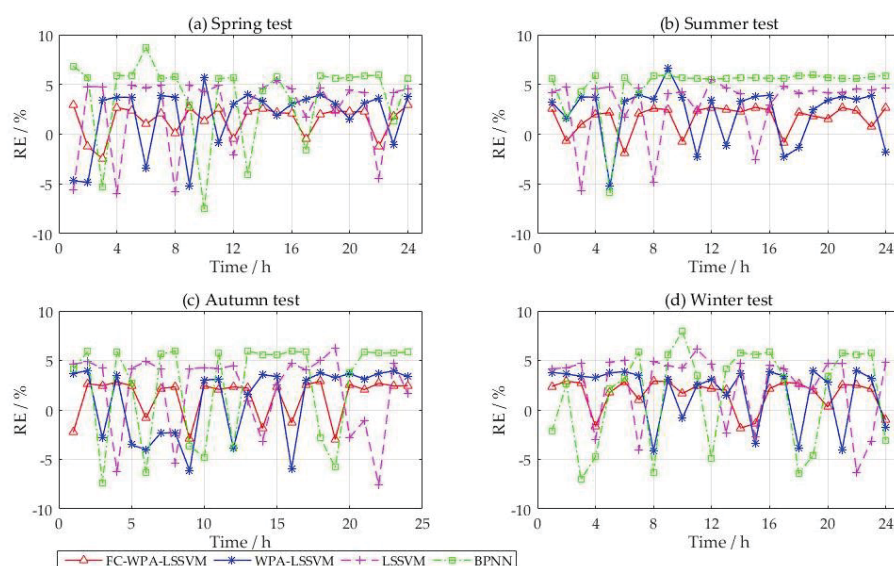 (a) Spring test
10
5
0
-5
-10
RE / %
0 4 8 12 16 20 24
Time / h
(b) Summer test
10
5
0
-5
-10
RE / %
0 4 8 12 16 20 24
Time / h
(c) Autumn test
10
5
0
-5
-10
RE / %
0 5 10 15 20 25
Time / h
(d) Winter test
10
5
0
-5
-10
RE / %
0 4 8 12 16 20 24
Time / h
FC-WPA-LSSVM WPA-LSSVM LSSVM BPNN